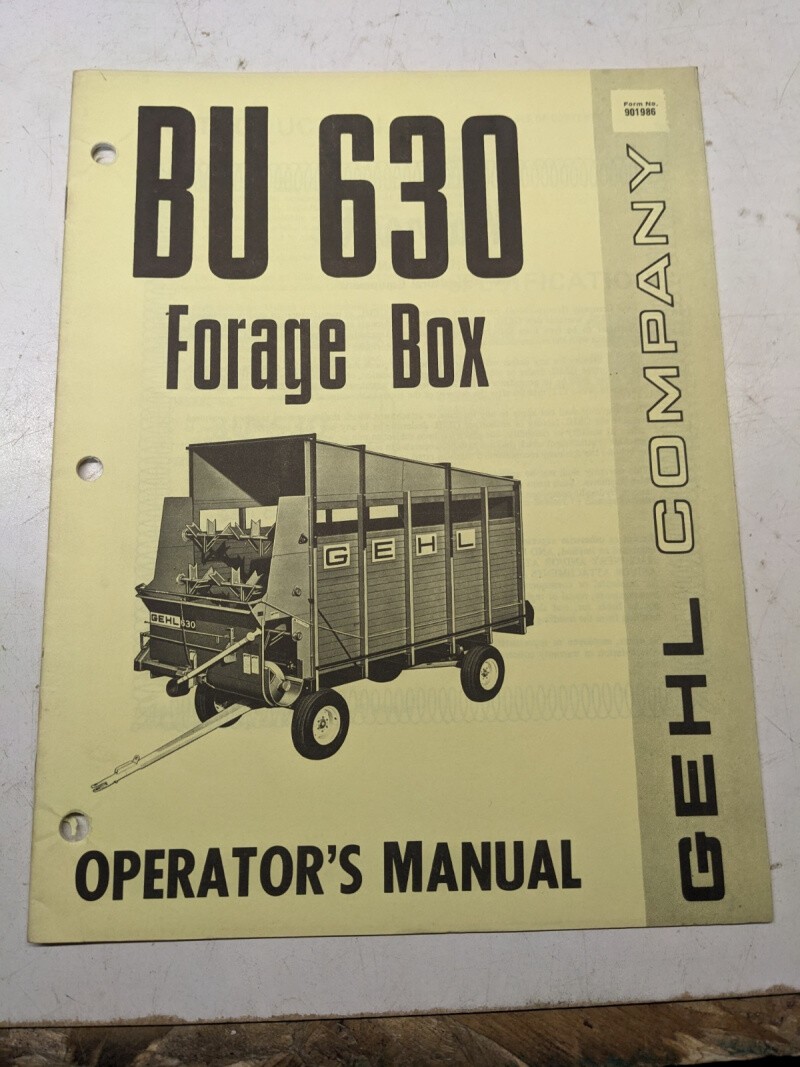 Form No.
901986
BU 630
Forage Box
GEHL
GEHL 630
OPERATOR'S MANUAL
GEHL COMPANY